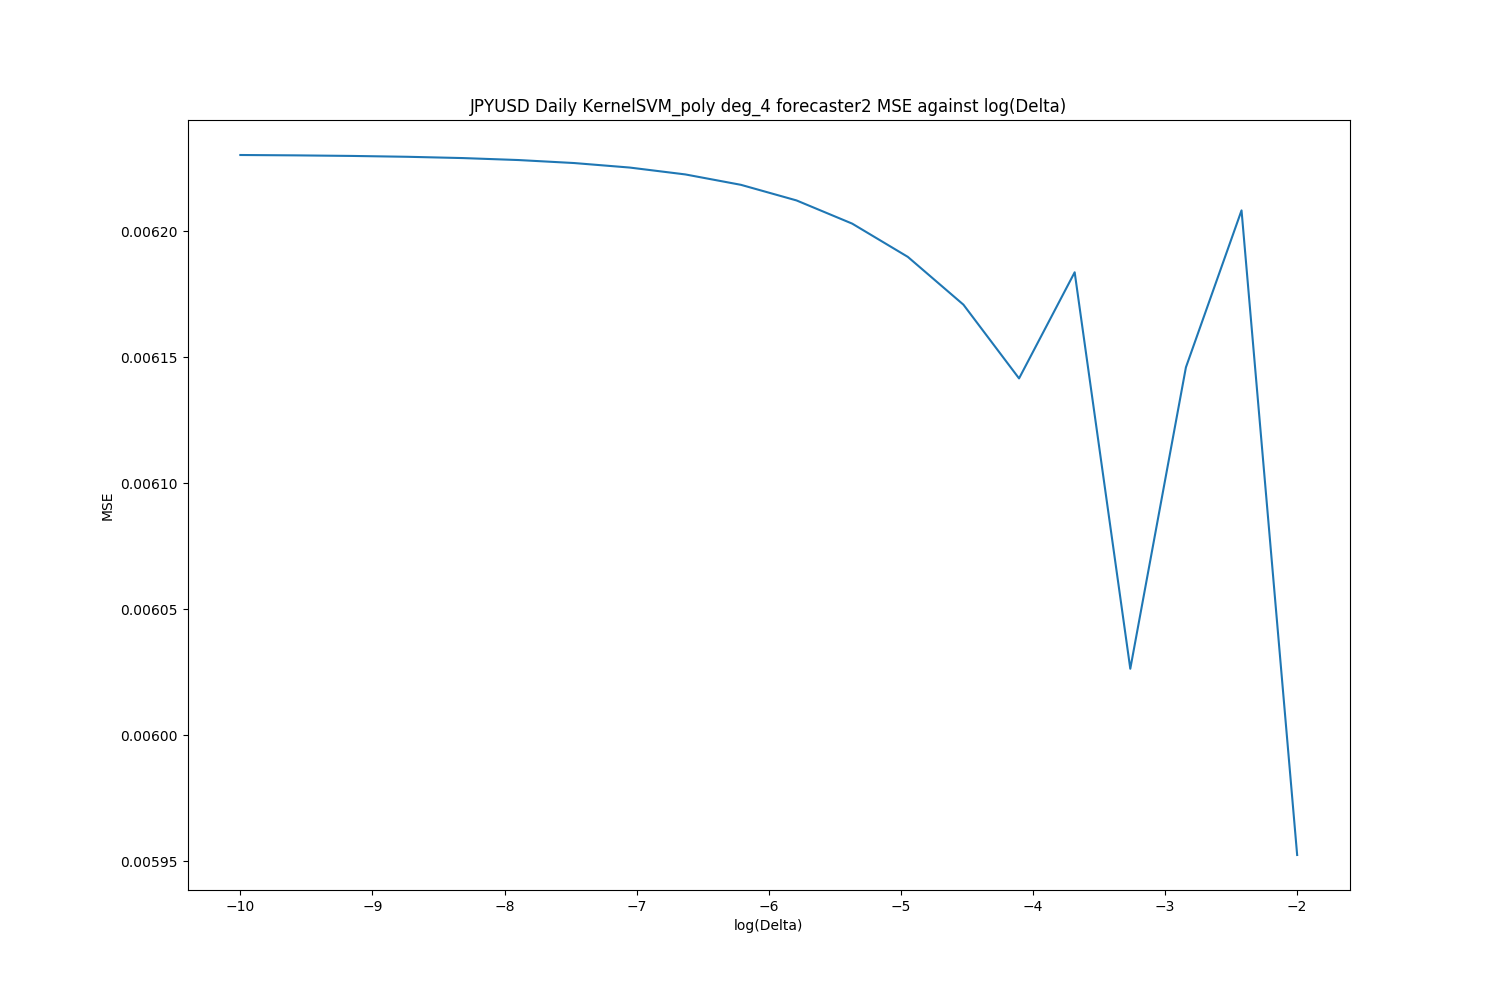 JPYUSD Daily KernelSVM_poly deg_4 forecaster2 MSE against log(Delta)
MSE
0.00620
0.00615
0.00610
0.00605
0.00600
0.00595
−10 −9 −8 −7 −6 −5 −4 −3 −2
log(Delta)